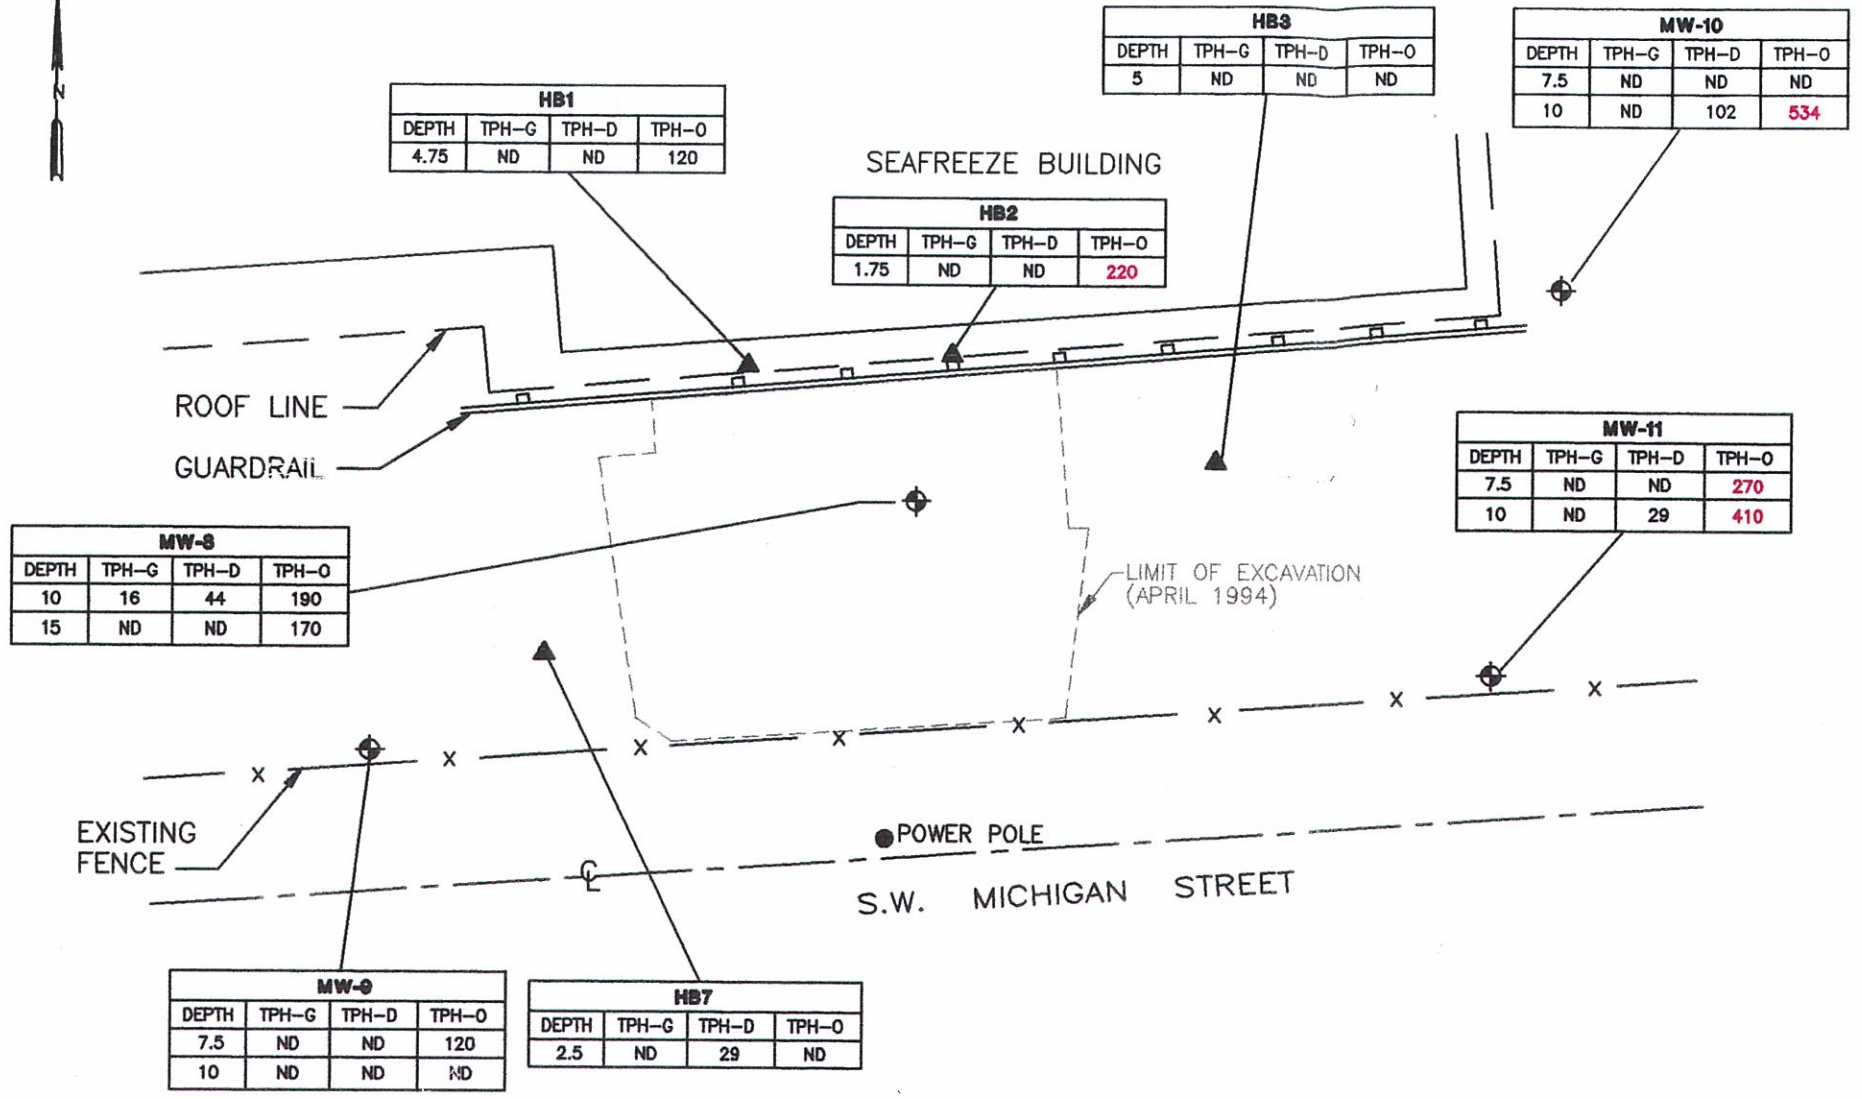 N
HB1
DEPTH TPH-G TPH-D TPH-O
4.75 ND ND 120
SEAFREEZE BUILDING
HB2
DEPTH TPH-G TPH-D TPH-O
1.75 ND ND 220
HB3
DEPTH TPH-G TPH-D TPH-O
5 ND ND ND
MW-10
DEPTH TPH-G TPH-D TPH-O
7.5 ND ND ND
10 ND 102 534
ROOF LINE
GUARDRAIL
MW-11
DEPTH TPH-G TPH-D TPH-O
7.5 ND ND 270
10 ND 29 410
MW-8
DEPTH TPH-G TPH-D TPH-O
10 16 44 190
15 ND ND 170
LIMIT OF EXCAVATION
(APRIL 1994)
X X X X X X X X
EXISTING
FENCE
POWER POLE
CL
S.W. MICHIGAN STREET
MW-9
DEPTH TPH-G TPH-D TPH-O
7.5 ND ND 120
10 ND ND ND
HB7
DEPTH TPH-G TPH-D TPH-O
2.5 ND 29 ND